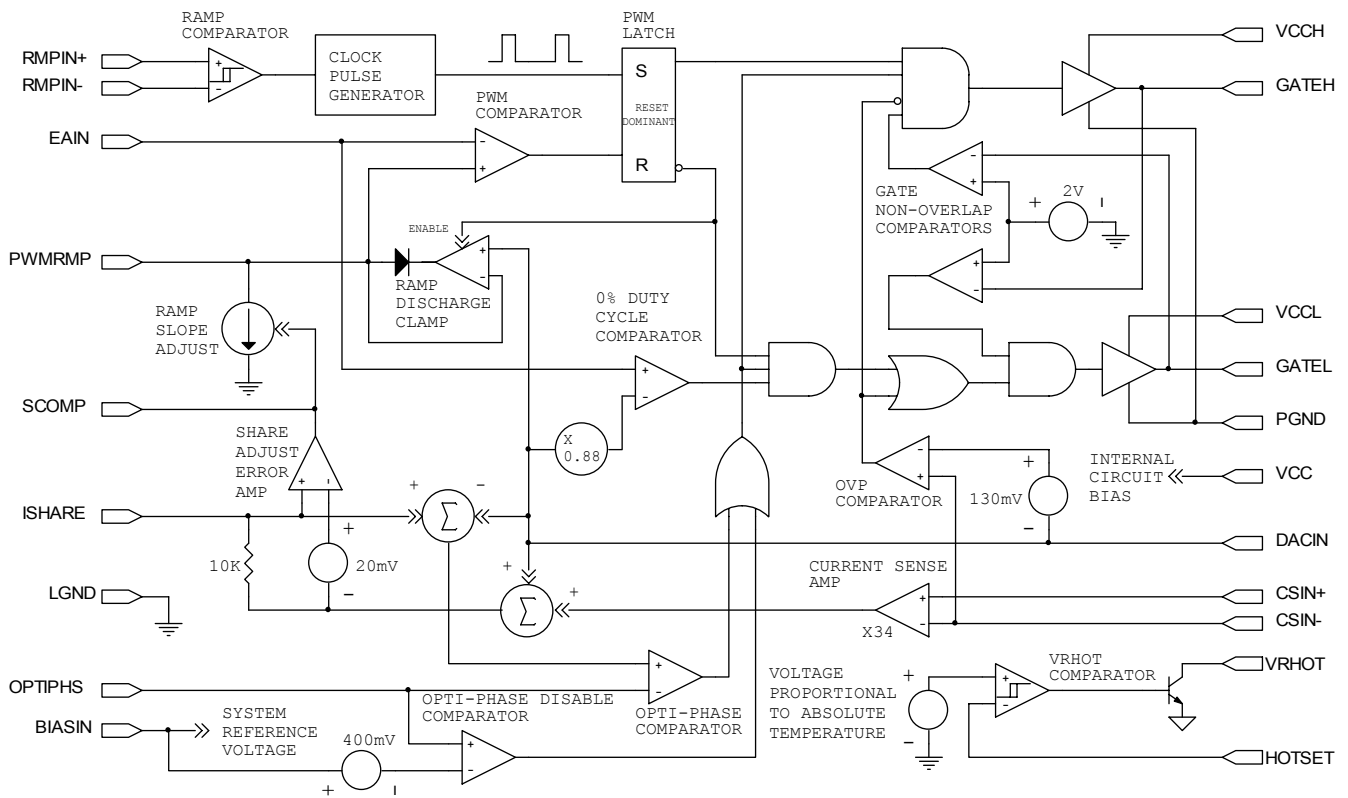 RAMP
COMPARATOR
PWM
LATCH
RMPIN+
RMPIN-
+
-
CLOCK
PULSE
GENERATOR
S
RESET
DOMINANT
R
VCCH
GATEH
EAIN
PWM
COMPARATOR
-
+
-
+
GATE
NON-OVERLAP
COMPARATORS
+
2V
-
ENABLE
PWMRMP
+
-
RAMP
DISCHARGE
CLAMP
+
-
RAMP
SLOPE
ADJUST
0% DUTY
CYCLE
COMPARATOR
VCCL
+
-
GATEL
SCOMP
PGND
SHARE
ADJUST
ERROR
AMP
+
-
X
0.88
-
+
OVP COMPARATOR
+
130mV
-
INTERNAL
CIRCUIT
BIAS
VCC
ISHARE
+
Σ
-
10K
+
20mV
-
DACIN
+
Σ
+
CURRENT SENSE
AMP
+
-
X34
CSIN+
CSIN-
LGND
OPTIPHS
+
-
OPTI-PHASE DISABLE
COMPARATOR
OPTI-PHASE
COMPARATOR
VOLTAGE
PROPORTIONAL
TO ABSOLUTE
TEMPERATURE
+
-
VRHOT
COMPARATOR
+
-
VRHOT
BIASIN
SYSTEM
REFERENCE
VOLTAGE
400mV
+
-
+
-
HOTSET